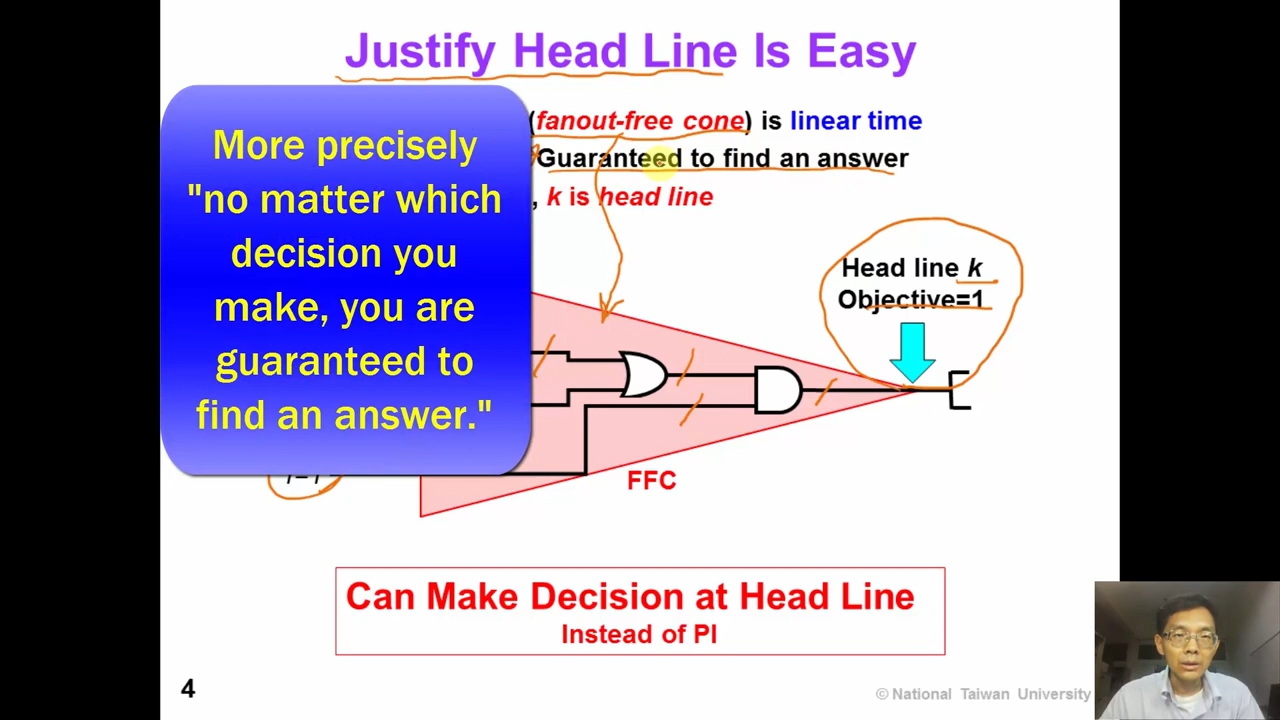 Justify Head Line Is Easy
(fanout-free cone) is linear time
Guaranteed to find an answer
, k is head line
More precisely
"no matter which
decision you
make, you are
guaranteed to
find an answer."
Head line k
Objective=1
FFC
Can Make Decision at Head Line
Instead of PI
4
© National Taiwan University